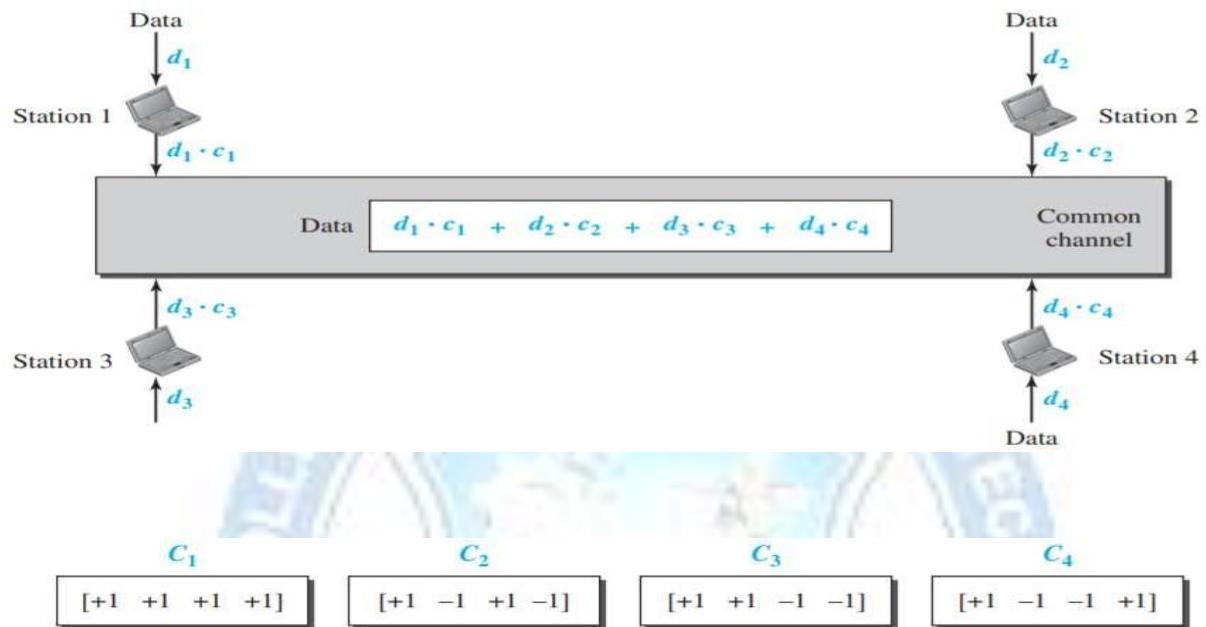 Data Data
d1 d2
Station 1 Station 2
d1 · c1 d2 · c2
Data d1 · c1 + d2 · c2 + d3 · c3 + d4 · c4 Common channel
d3 · c3 d4 · c4
Station 3 Station 4
d3 d4
Data
C1 C2 C3 C4
[+1 +1 +1 +1] [+1 −1 +1 −1] [+1 +1 −1 −1] [+1 −1 −1 +1]